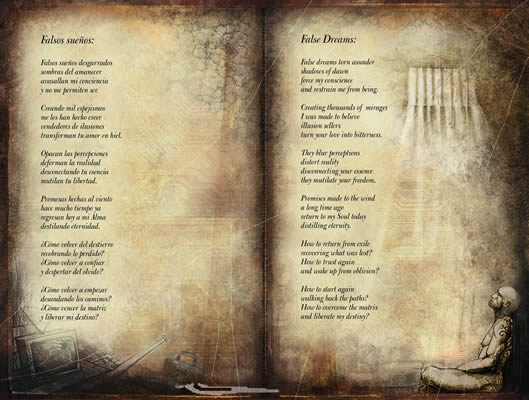 Falsos sueños:
Falsos sueños desgarrados
sombras del amanecer
avasallan mi conciencia
y no me permiten ser.
Creando mil espejismos
me los han hecho creer
vendedores de ilusiones
transforman tu amor en hiel.
Opacan las percepciones
deforman la realidad
desconectando tu esencia
mutilan tu libertad.
Promesas hechas al viento
hace mucho tiempo ya
regresan hoy a mi Alma
destilando eternidad.
¿Cómo volver del destierro
recobrando lo perdido?
¿Cómo volver a confiar
y despertar del olvido?
¿Cómo volver a empezar
desandando los caminos?
¿Cómo vencer la matriz
y liberar mi destino?
False Dreams:
False dreams torn asunder
shadows of dawn
force my conscience
and restrain me from being.
Creating thousands of mirages
I was made to believe
illusion sellers
turn your love into bitterness.
They blur perceptions
distort reality
disconnecting your essence
they mutilate your freedom.
Promises made to the wind
a long time ago
return to my Soul today
distilling eternity.
How to return from exile
recovering what was lost?
How to trust again
and wake up from oblivion?
How to start again
walking back the paths?
How to overcome the matrix
and liberate my destiny?